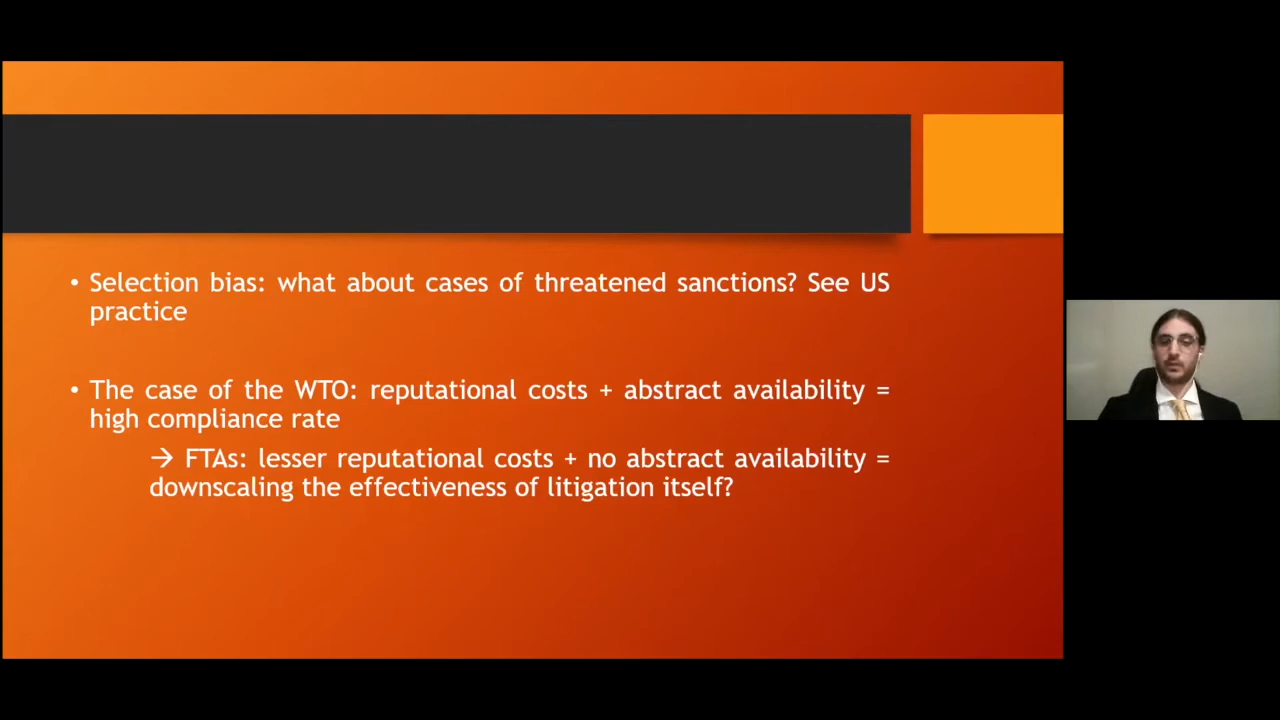 • Selection bias: what about cases of threatened sanctions? See US
practice
• The case of the WTO: reputational costs + abstract availability =
high compliance rate
→ FTAs: lesser reputational costs + no abstract availability =
downscaling the effectiveness of litigation itself?